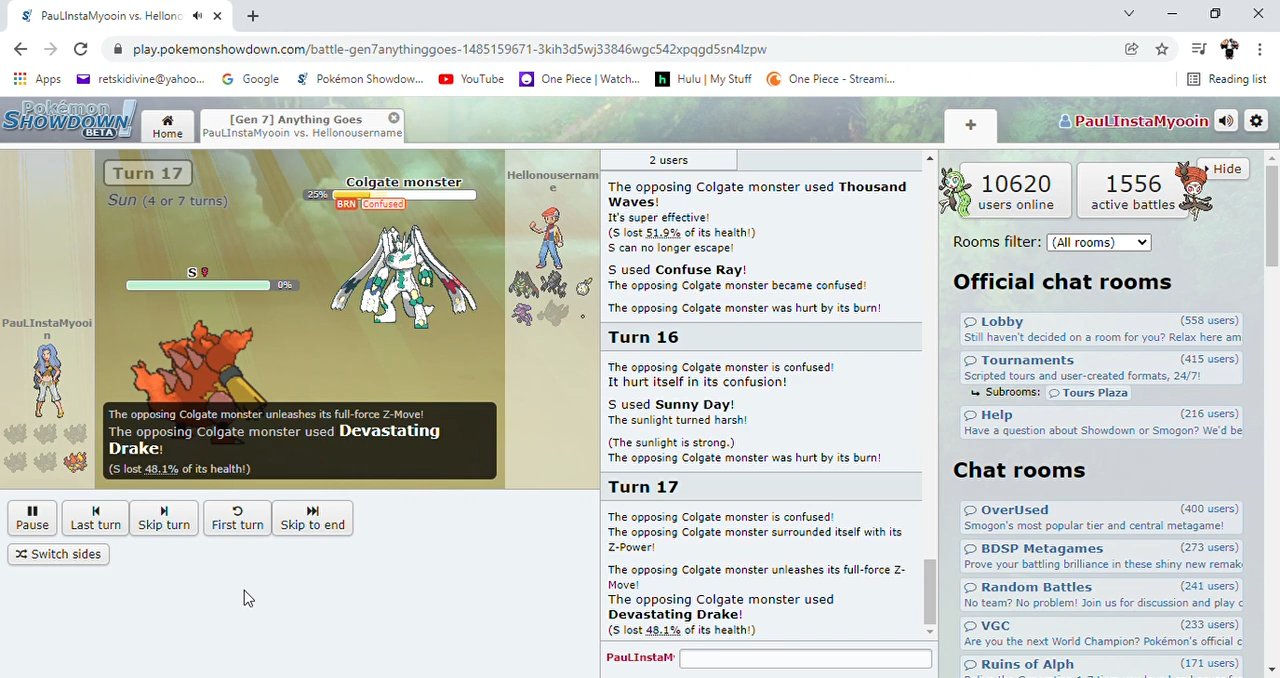 PauLInstaMyooin vs. Hellonou
play.pokemonshowdown.com/battle-gen7anythinggoes-1485159671-3kih3d5wj33846wgc542xpqgd5sn4lzpw
Apps
retskidivine@yahoo...
Google
Pokémon Showdow...
YouTube
One Piece | Watch...
Hulu | My Stuff
One Piece - Streami...
Reading list
Pokémon
SHOWDOWN!
BETA
Home
[Gen 7] Anything Goes
PauLInstaMyooin vs. Hellonousername
+
PauLInstaMyooin
Turn 17
Sun (4 or 7 turns)
Colgate monster
25%
BRN Confused
S
0%
PauLInstaMyooi
n
Hellonousernam
e
The opposing Colgate monster unleashes its full-force Z-Move!
The opposing Colgate monster used Devastating
Drake!
(S lost 48.1% of its health!)
Pause
Last turn
Skip turn
First turn
Skip to end
Switch sides
2 users
The opposing Colgate monster used Thousand
Waves!
It's super effective!
(S lost 51.9% of its health!)
S can no longer escape!
S used Confuse Ray!
The opposing Colgate monster became confused!
The opposing Colgate monster was hurt by its burn!
Turn 16
The opposing Colgate monster is confused!
It hurt itself in its confusion!
S used Sunny Day!
The sunlight turned harsh!
(The sunlight is strong.)
The opposing Colgate monster was hurt by its burn!
Turn 17
The opposing Colgate monster is confused!
The opposing Colgate monster surrounded itself with its
Z-Power!
The opposing Colgate monster unleashes its full-force Z-
Move!
The opposing Colgate monster used
Devastating Drake!
(S lost 48.1% of its health!)
PauLInstaM
10620
users online
1556
active battles
Hide
Rooms filter: (All rooms)
Official chat rooms
Lobby (558 users)
Still haven't decided on a room for you? Relax here am
Tournaments (415 users)
Scripted tours and user-created formats, 24/7!
Subrooms: Tours Plaza
Help (216 users)
Have a question about Showdown or Smogon? We'd be
Chat rooms
OverUsed (400 users)
Smogon's most popular tier and central metagame!
BDSP Metagames (273 users)
Prove your battling brilliance in these shiny new remak
Random Battles (241 users)
No team? No problem! Join us for discussion and play c
VGC (233 users)
Are you the next World Champion? Pokémon's official c
Ruins of Alph (171 users)